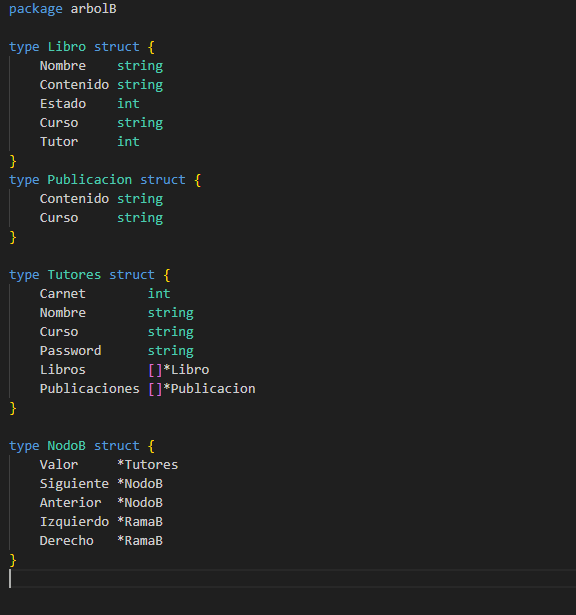 package arbolB
type Libro struct {
Nombre string
Contenido string
Estado int
Curso string
Tutor int
}
type Publicacion struct {
Contenido string
Curso string
}
type Tutores struct {
Carnet int
Nombre string
Curso string
Password string
Libros []*Libro
Publicaciones []*Publicacion
}
type NodoB struct {
Valor *Tutores
Siguiente *NodoB
Anterior *NodoB
Izquierdo *RamaB
Derecho *RamaB
}